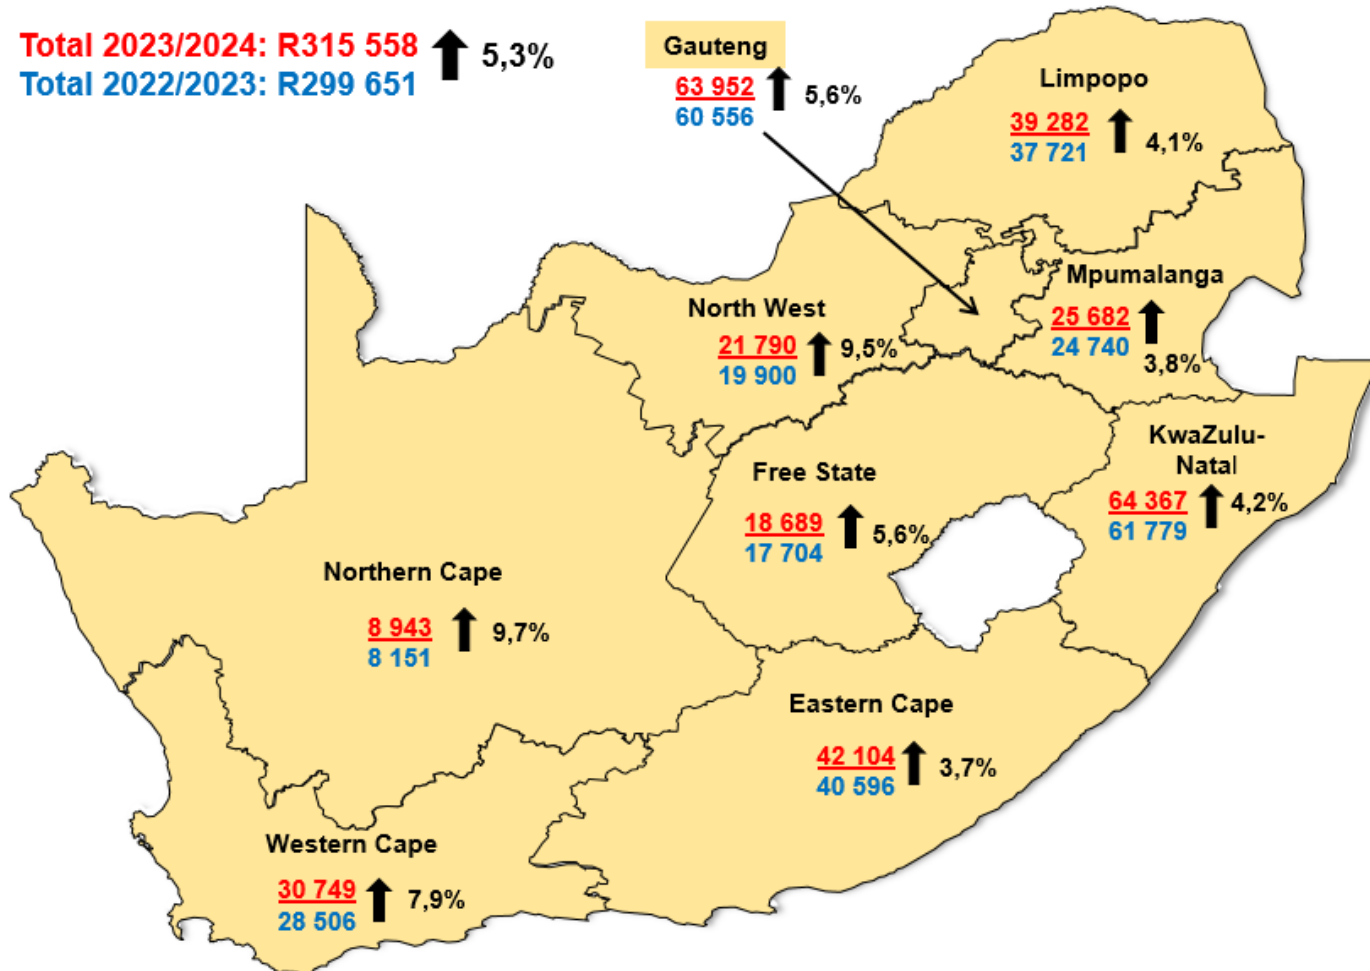 Total 2023/2024: R315 558
Total 2022/2023: R299 651
5,3%
Gauteng
63 952
60 556
5,6%
Limpopo
39 282
37 721
4,1%
Mpumalanga
25 682
24 740
3,8%
North West
21 790
19 900
9,5%
KwaZulu-
Natal
64 367
61 779
4,2%
Free State
18 689
17 704
5,6%
Northern Cape
8 943
8 151
9,7%
Eastern Cape
42 104
40 596
3,7%
Western Cape
30 749
28 506
7,9%